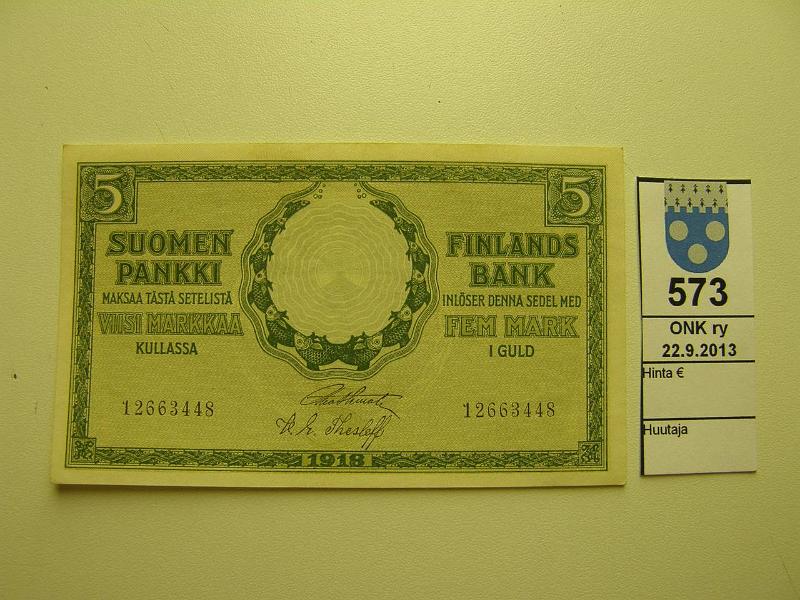 5
5
SUOMEN
PANKKI
MAKSAA TÄSTÄ SETELISTÄ
VIISI MARKKAA
KULLASSA
FINLANDS
BANK
INLÖSER DENNA SEDEL MED
FEM MARK
I GULD
12663448
12663448
A. H. Thesleff
1918
573
ONK ry
22.9.2013
Hinta €
Huutaja